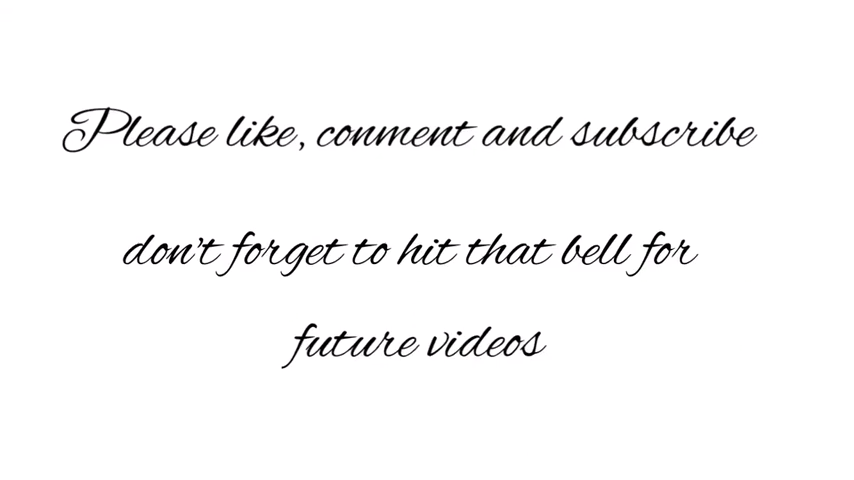 Please like, conment and subscribe
don't forget to hit that bell for
future videos